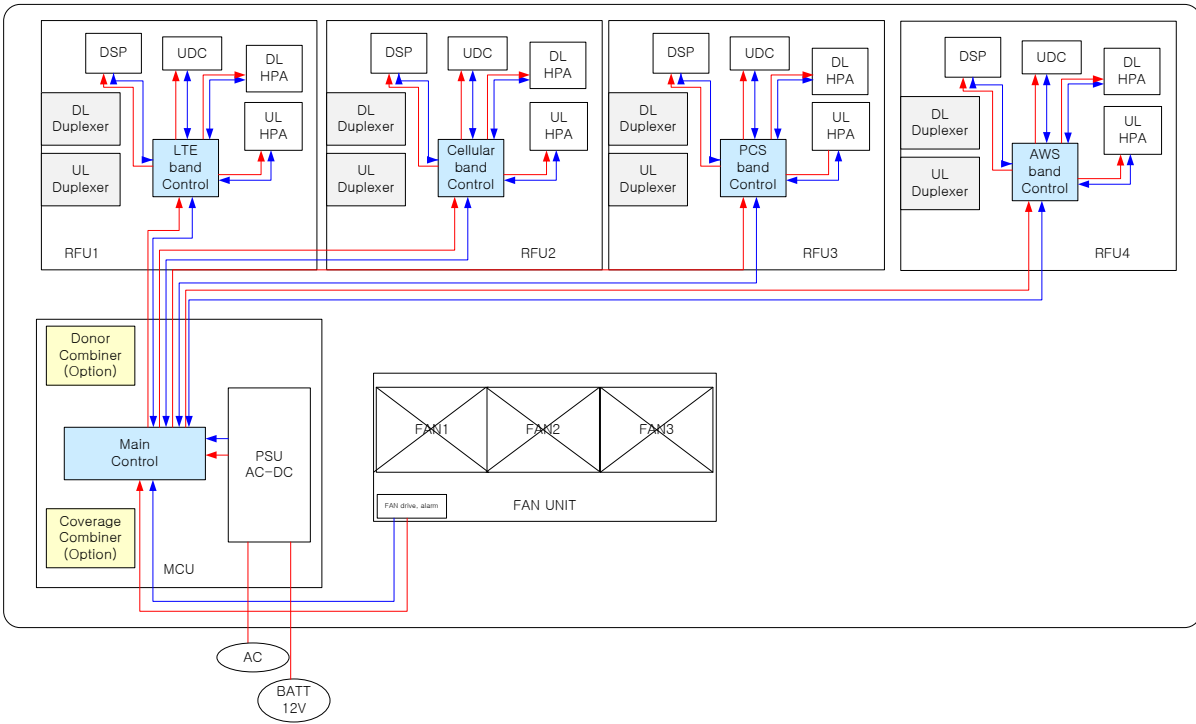 DSP
UDC
DL
HPA
DL
Duplexer
UL
HPA
LTE
band
Control
UL
Duplexer
RFU1
DSP
UDC
DL
HPA
DL
Duplexer
UL
HPA
Cellular
band
Control
UL
Duplexer
RFU2
DSP
UDC
DL
HPA
DL
Duplexer
UL
HPA
PCS
band
Control
UL
Duplexer
RFU3
DSP
UDC
DL
HPA
DL
Duplexer
UL
HPA
AWS
band
Control
UL
Duplexer
RFU4
Donor
Combiner
(Option)
Main
Control
PSU
AC-DC
Coverage
Combiner
(Option)
MCU
FAN1
FAN2
FAN3
FAN drive, alarm
FAN UNIT
AC
BATT
12V